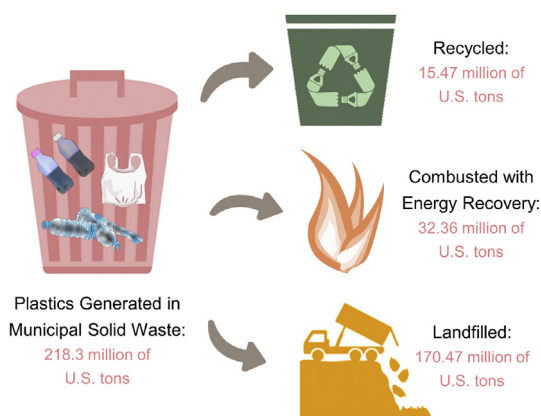 Recycled:
15.47 million of
U.S. tons
Combusted with
Energy Recovery:
32.36 million of
U.S. tons
Plastics Generated in
Municipal Solid Waste:
218.3 million of
U.S. tons
Landfilled:
170.47 million of
U.S. tons